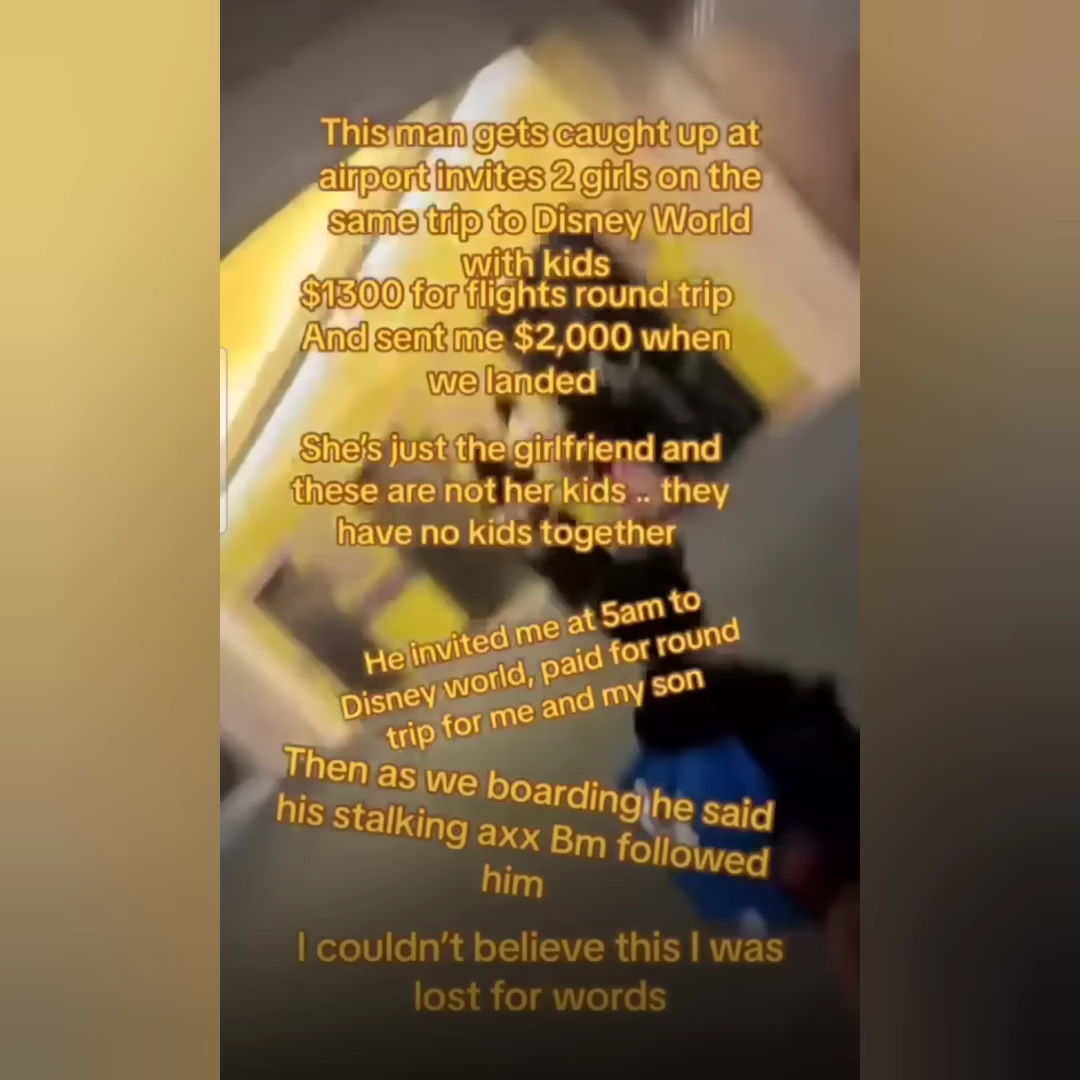 This man gets caught up at
airport invites 2 girls on the
same trip to Disney World
with kids
$1300 for flights round trip
And sent me $2,000 when
we landed
She's just the girlfriend and
these are not her kids .. they
have no kids together
He invited me at 5am to
Disney world, paid for round
trip for me and my son
Then as we boarding he said
his stalking axx Bm followed
him
I couldn't believe this I was
lost for words